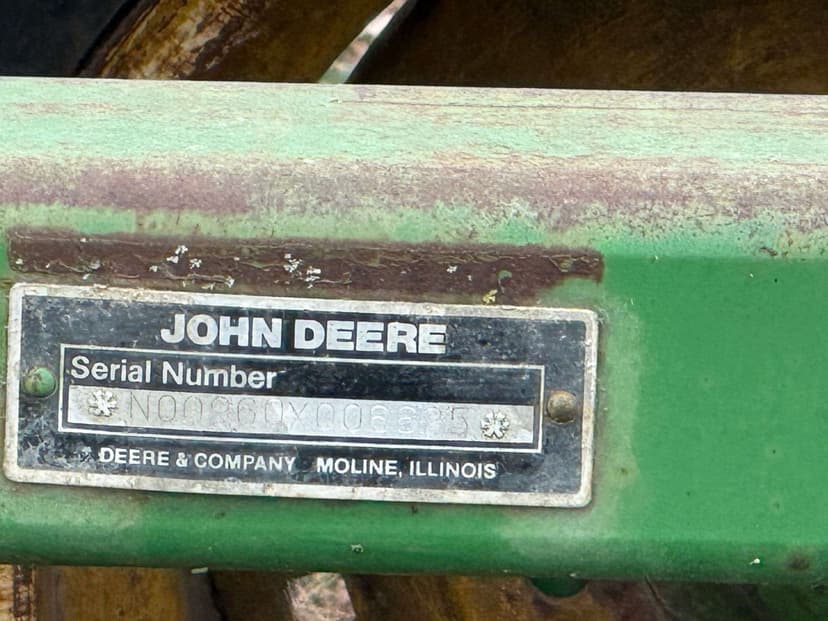 JOHN DEERE
Serial Number
DEERE & COMPANY MOLINE, ILLINOIS